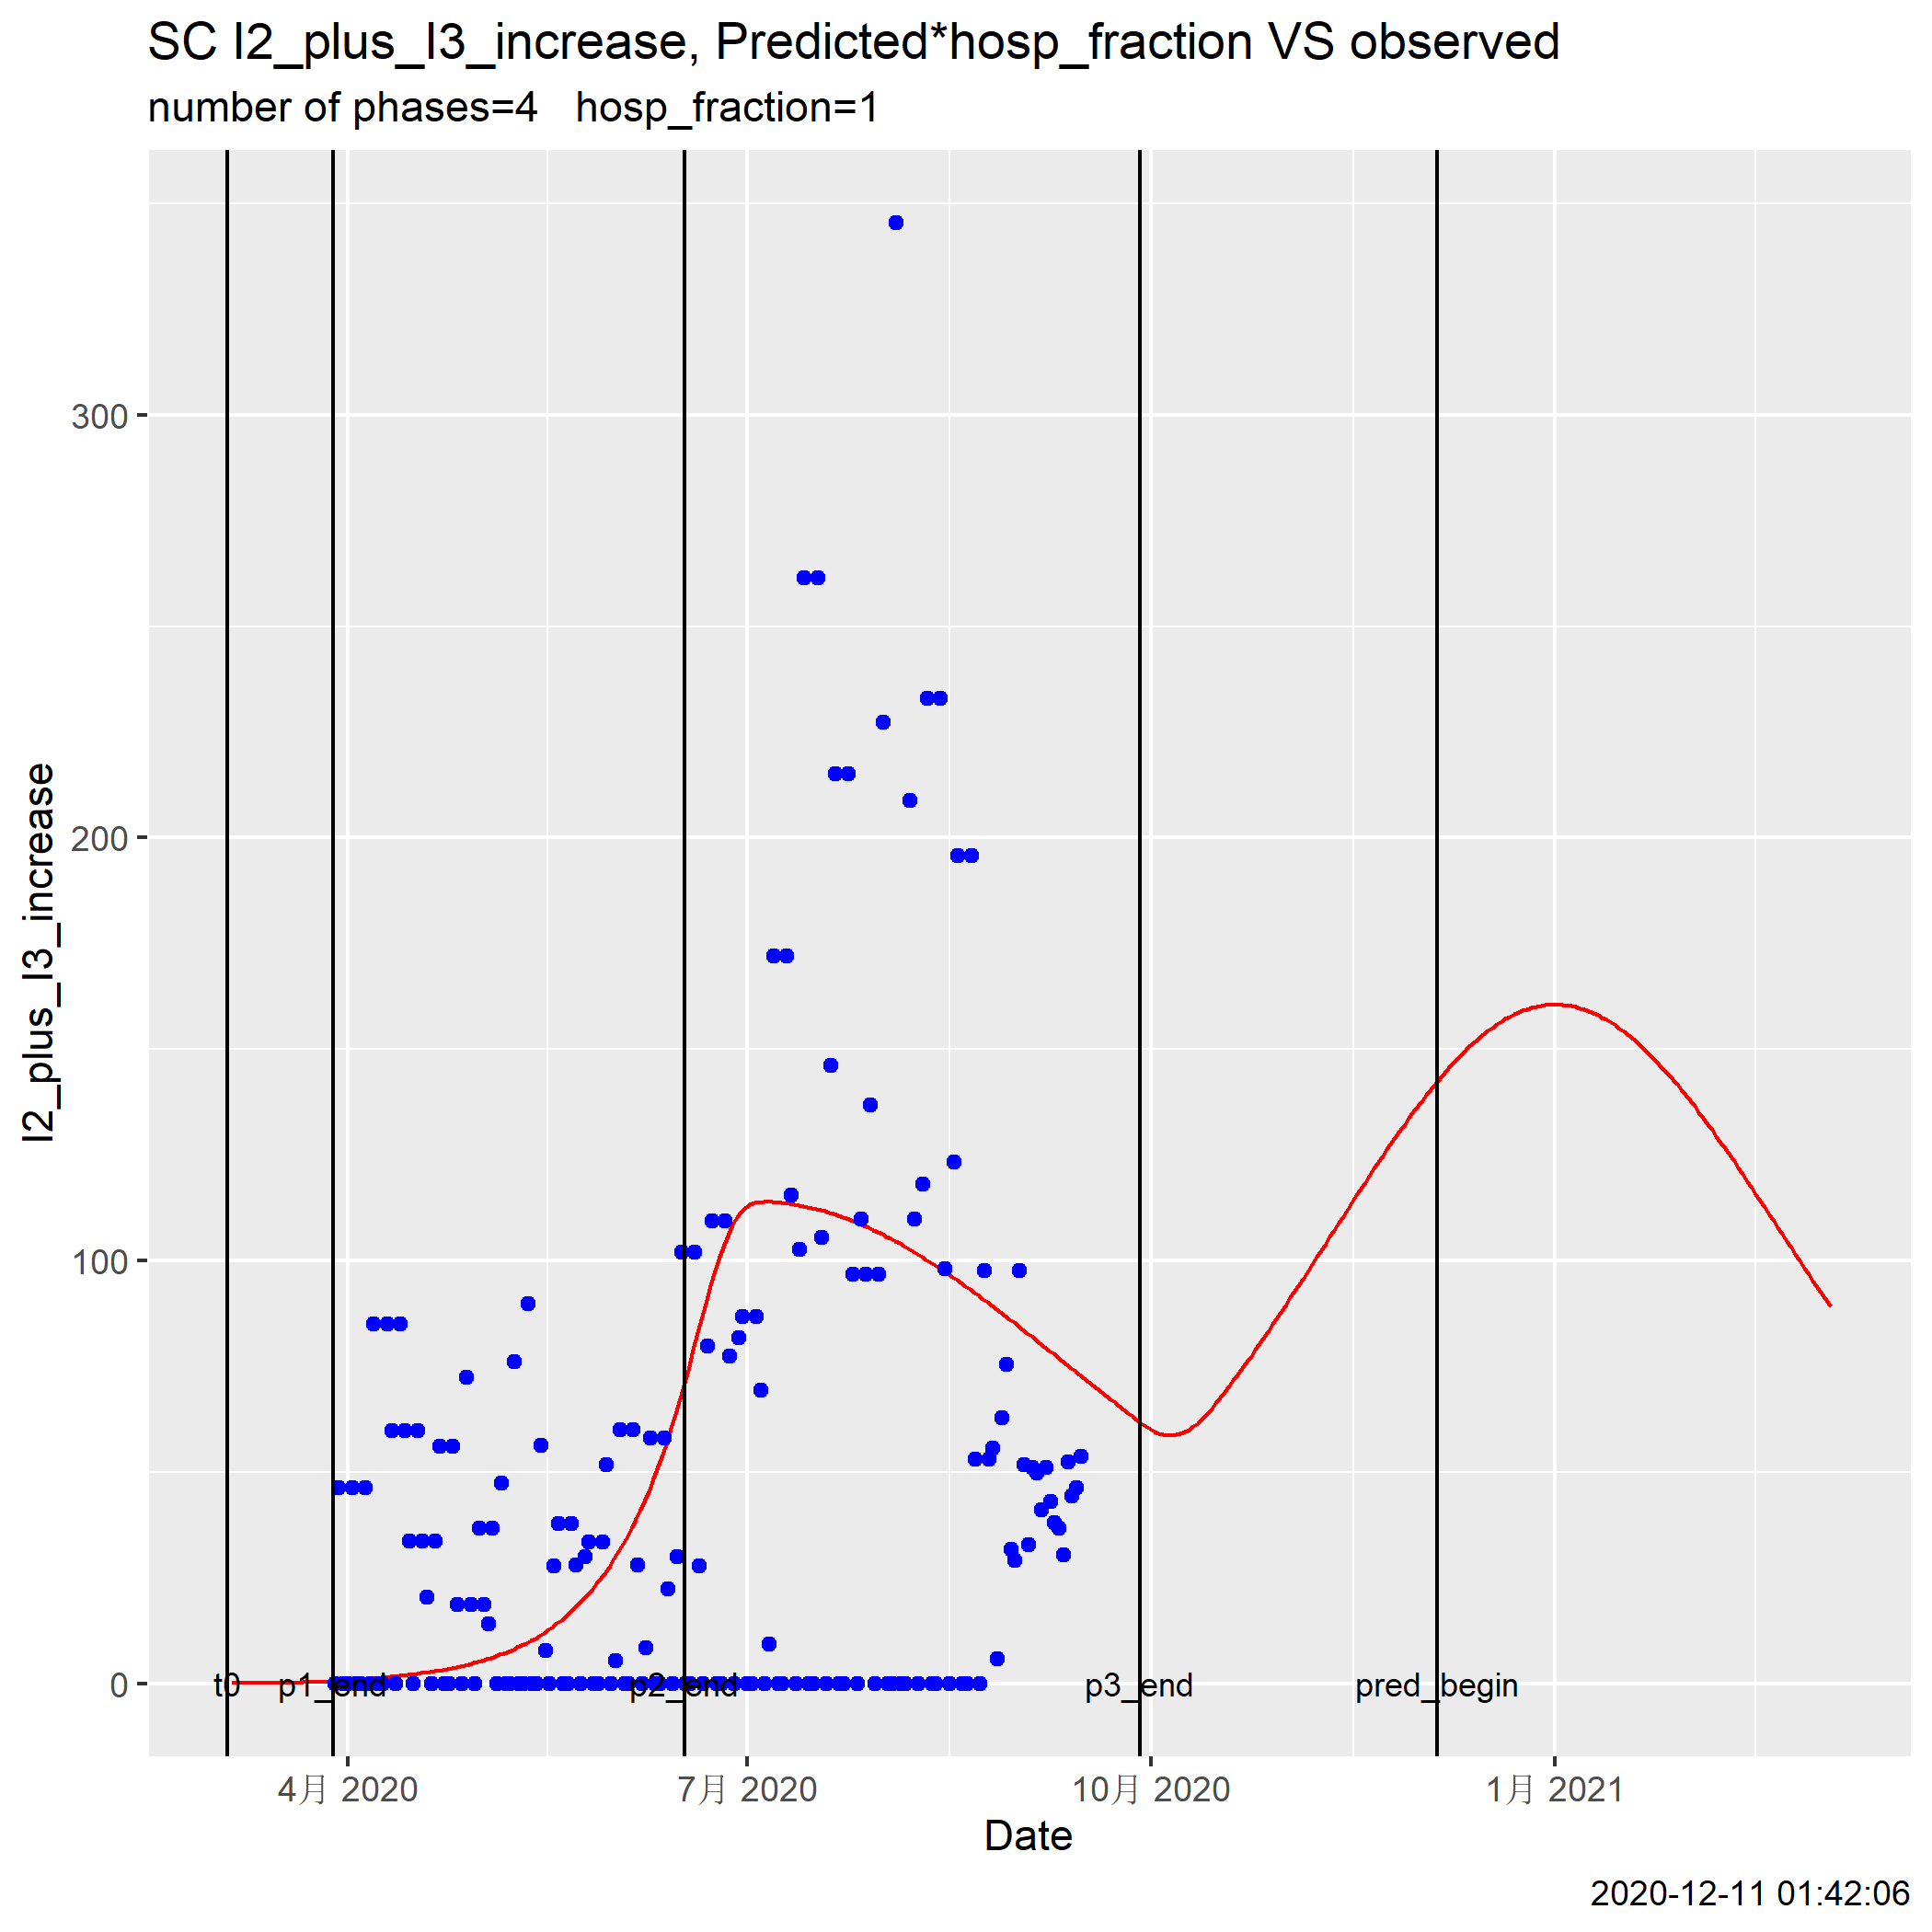 SC I2_plus_I3_increase, Predicted*hosp_fraction VS observed
number of phases=4 hosp_fraction=1
I2_plus_I3_increase
300
200
100
0
t0 p1_end p2_end p3_end pred_begin
4月 2020 7月 2020 10月 2020 1月 2021
Date
2020-12-11 01:42:06